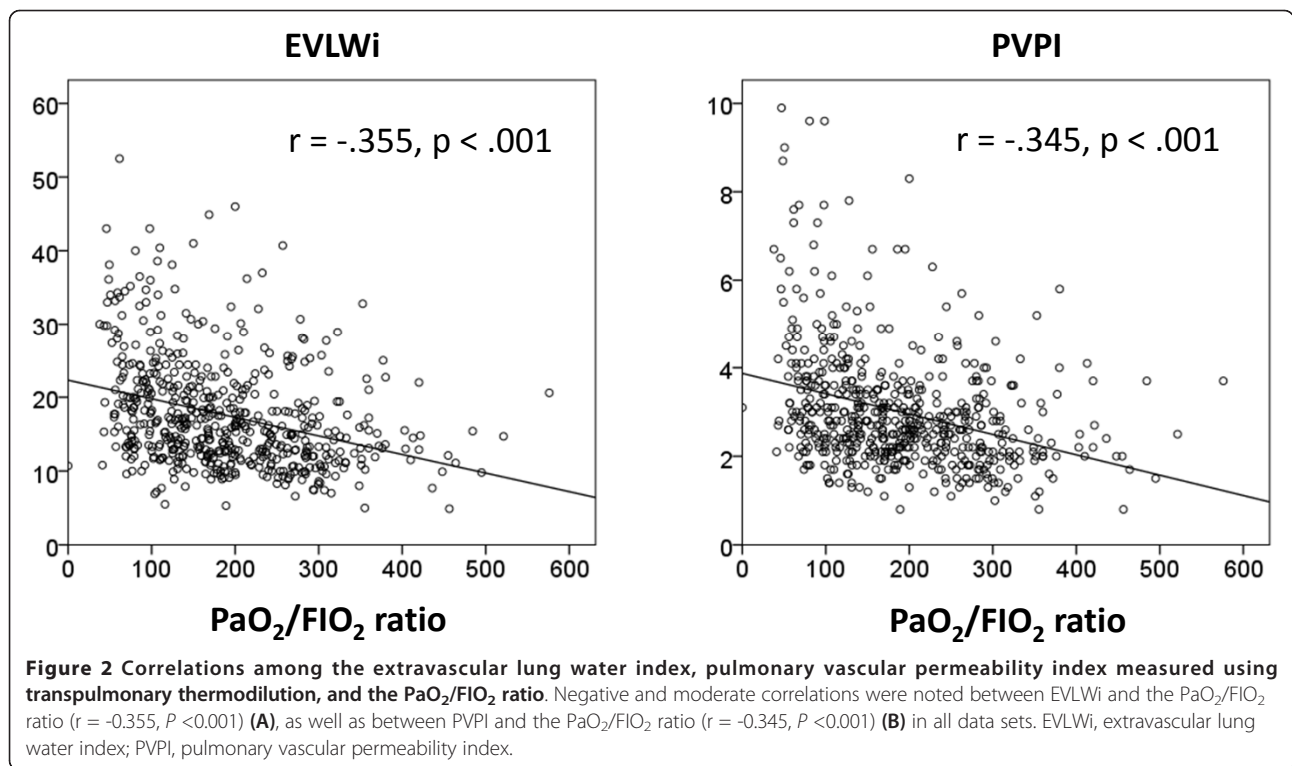 EVLWi
PVPI
60
50
40
30
20
10
0
r = -.355, p < .001
0 100 200 300 400 500 600
PaO₂/FIO₂ ratio
10
8
6
4
2
0
r = -.345, p < .001
0 100 200 300 400 500 600
PaO₂/FIO₂ ratio
Figure 2 Correlations among the extravascular lung water index, pulmonary vascular permeability index measured using
transpulmonary thermodilution, and the PaO₂/FIO₂ ratio. Negative and moderate correlations were noted between EVLWi and the PaO₂/FIO₂
ratio (r = -0.355, P <0.001) (A), as well as between PVPI and the PaO₂/FIO₂ ratio (r = -0.345, P <0.001) (B) in all data sets. EVLWi, extravascular lung
water index; PVPI, pulmonary vascular permeability index.